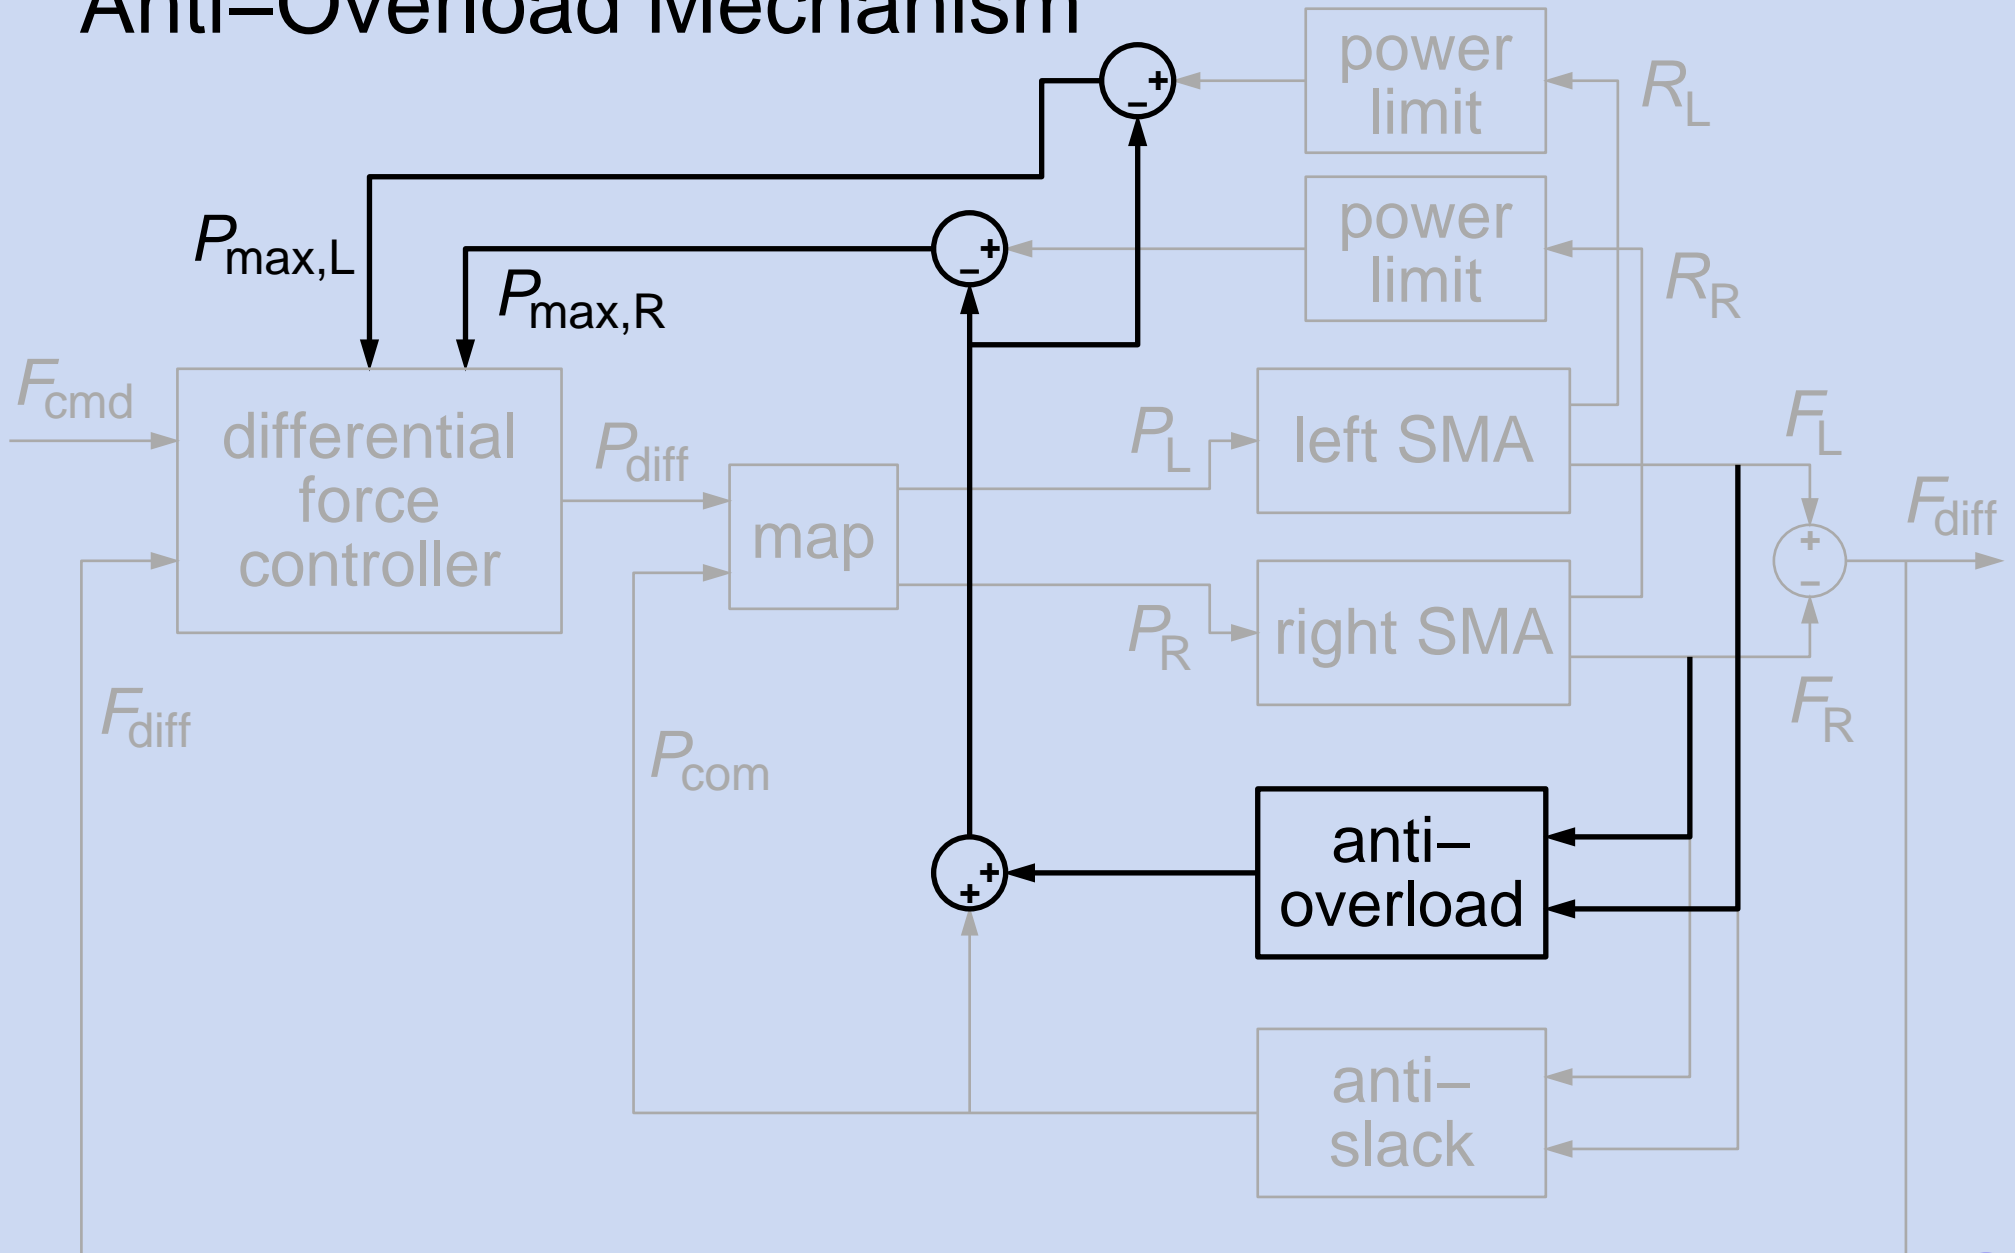 Anti–Overload Mechanism
power
limit
R_L
power
limit
R_R
P_max,L
P_max,R
F_cmd
differential
force
controller
P_diff
map
P_L
left SMA
F_L
F_diff
P_R
right SMA
F_R
F_diff
P_com
anti–
overload
anti–
slack
+
–
+
–
+
–
+
+